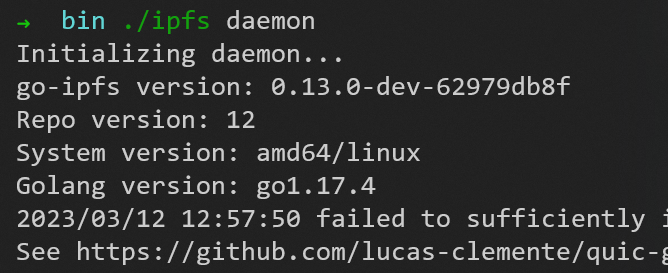 → bin ./ipfs daemon
Initializing daemon...
go-ipfs version: 0.13.0-dev-62979db8f
Repo version: 12
System version: amd64/linux
Golang version: go1.17.4
2023/03/12 12:57:50 failed to sufficiently i
See https://github.com/lucas-clemente/quic-g